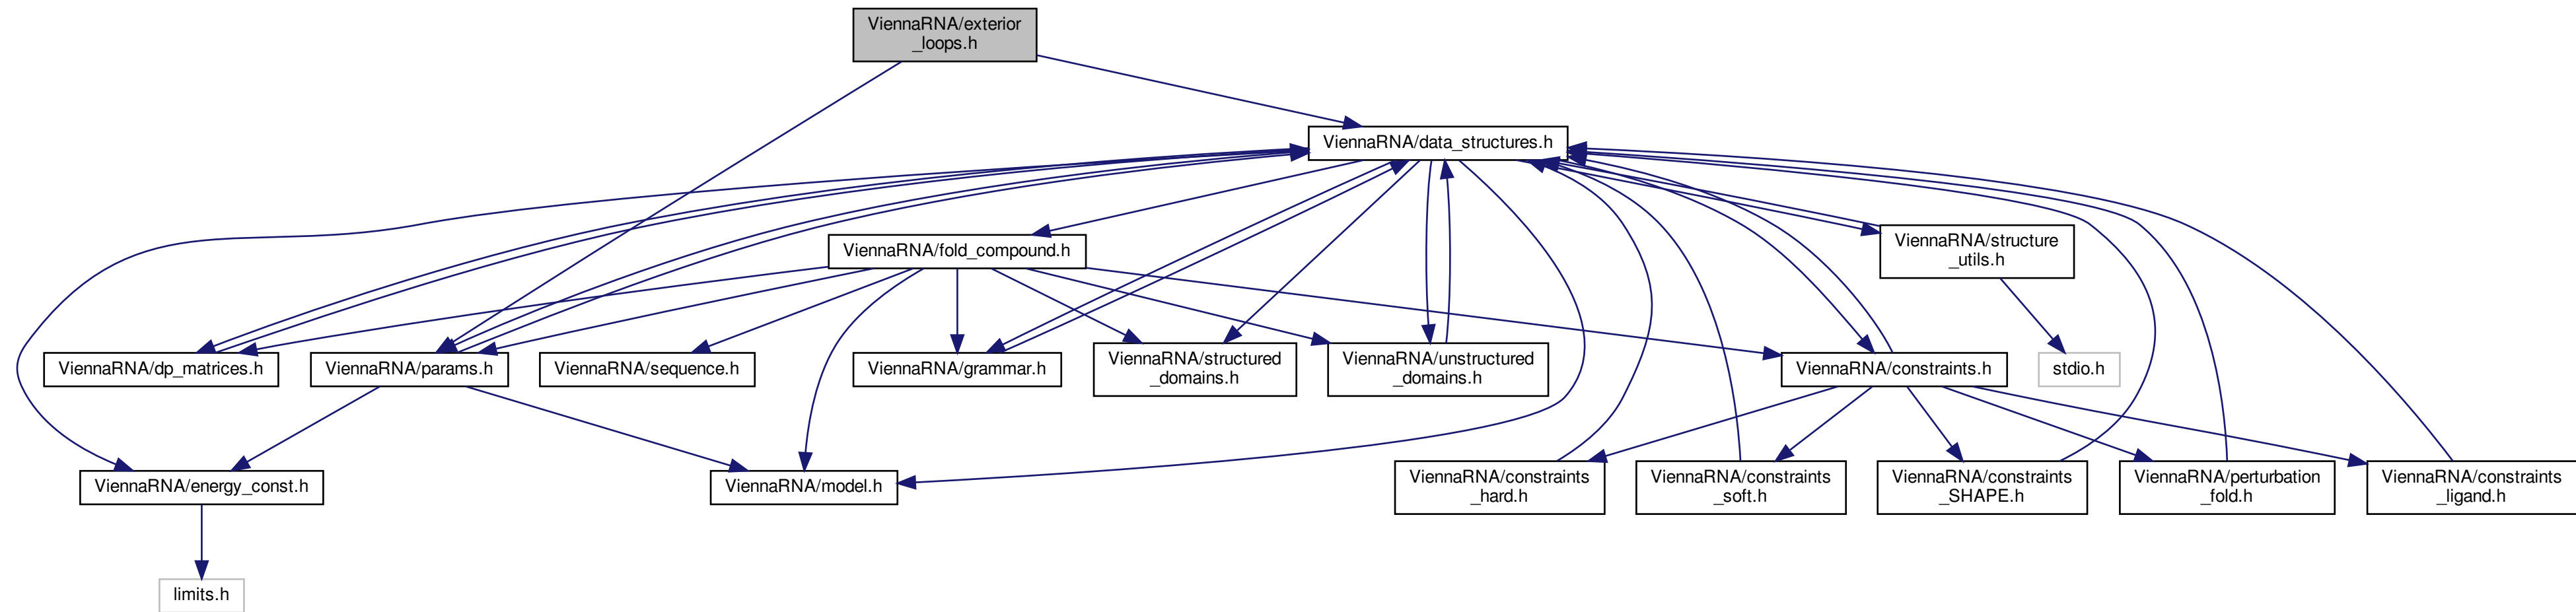 ViennaRNA/exterior
_loops.h
ViennaRNA/data_structures.h
ViennaRNA/fold_compound.h
ViennaRNA/structure
_utils.h
ViennaRNA/dp_matrices.h
ViennaRNA/params.h
ViennaRNA/sequence.h
ViennaRNA/grammar.h
ViennaRNA/structured
_domains.h
ViennaRNA/unstructured
_domains.h
ViennaRNA/constraints.h
stdio.h
ViennaRNA/energy_const.h
ViennaRNA/model.h
ViennaRNA/constraints
_hard.h
ViennaRNA/constraints
_soft.h
ViennaRNA/constraints
_SHAPE.h
ViennaRNA/perturbation
_fold.h
ViennaRNA/constraints
_ligand.h
limits.h